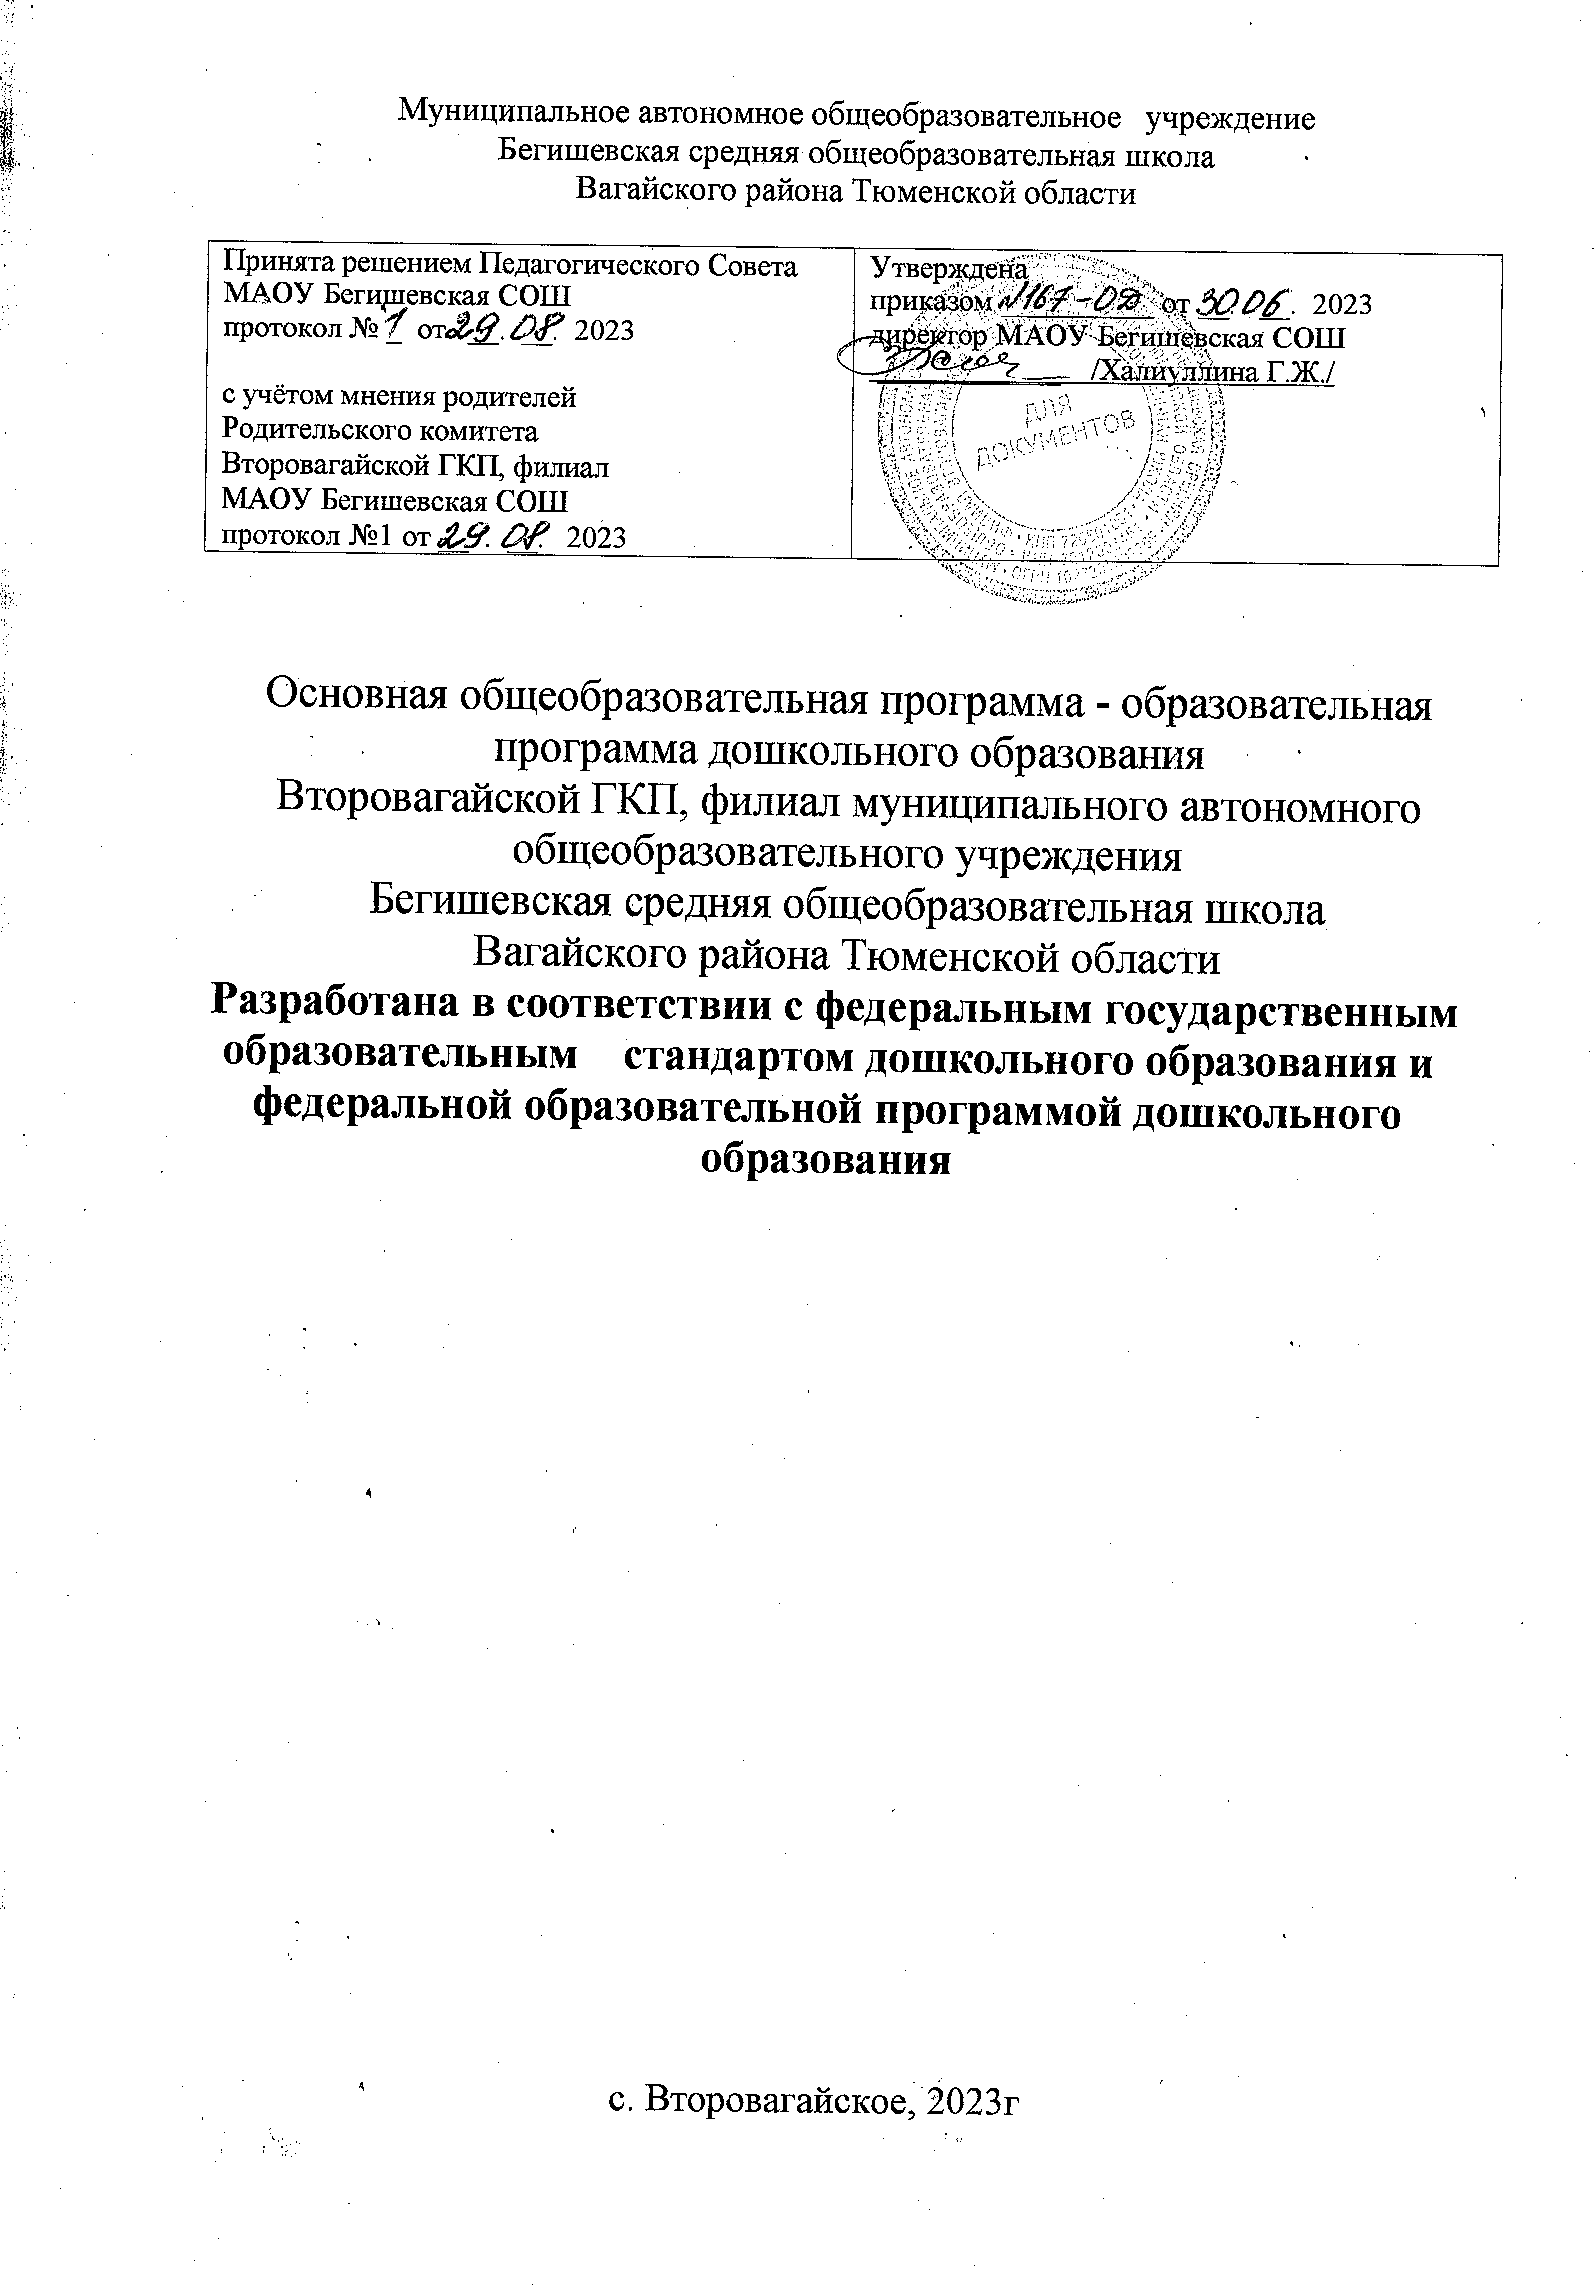 Муниципальное автономное общеобразовательное учреждение
Бегишевская средняя общеобразовательная школа
Вагайского района Тюменской области
Принята решением Педагогического Совета
МАОУ Бегишевская СОШ
протокол № 1 от 29. 08. 2023
с учётом мнения родителей
Родительского комитета
Второвагайской ГКП, филиал
МАОУ Бегишевская СОШ
протокол №1 от 29. 08. 2023
Утверждена
приказом №167-ОД от 30.06. 2023
директор МАОУ Бегишевская СОШ
/Халиуллина Г.Ж./
ДЛЯ
ДОКУМЕНТОВ
Основная общеобразовательная программа - образовательная
программа дошкольного образования
Второвагайской ГКП, филиал муниципального автономного
общеобразовательного учреждения
Бегишевская средняя общеобразовательная школа
Вагайского района Тюменской области
Разработана в соответствии с федеральным государственным
образовательным стандартом дошкольного образования и
федеральной образовательной программой дошкольного
образования
с. Второвагайское, 2023г